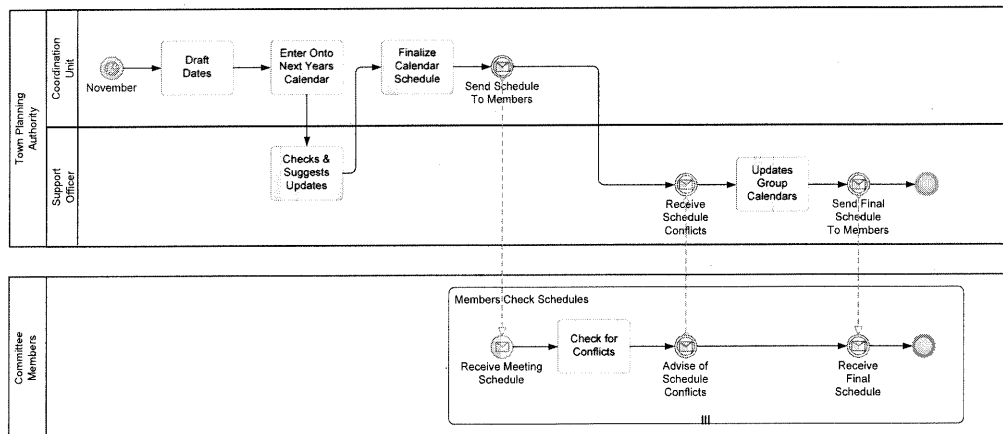 Town Planning
Authority
Coordination
Unit
November
Draft
Dates
Enter Onto
Next Years
Calendar
Finalize
Calendar
Schedule
Send Schedule
To Members
Support
Officer
Checks &
Suggests
Updates
Receive
Schedule
Conflicts
Updates
Group
Calendars
Send Final
Schedule
To Members
Committee
Members
Members Check Schedules
Receive Meeting
Schedule
Check for
Conflicts
Advise of
Schedule
Conflicts
Receive
Final
Schedule